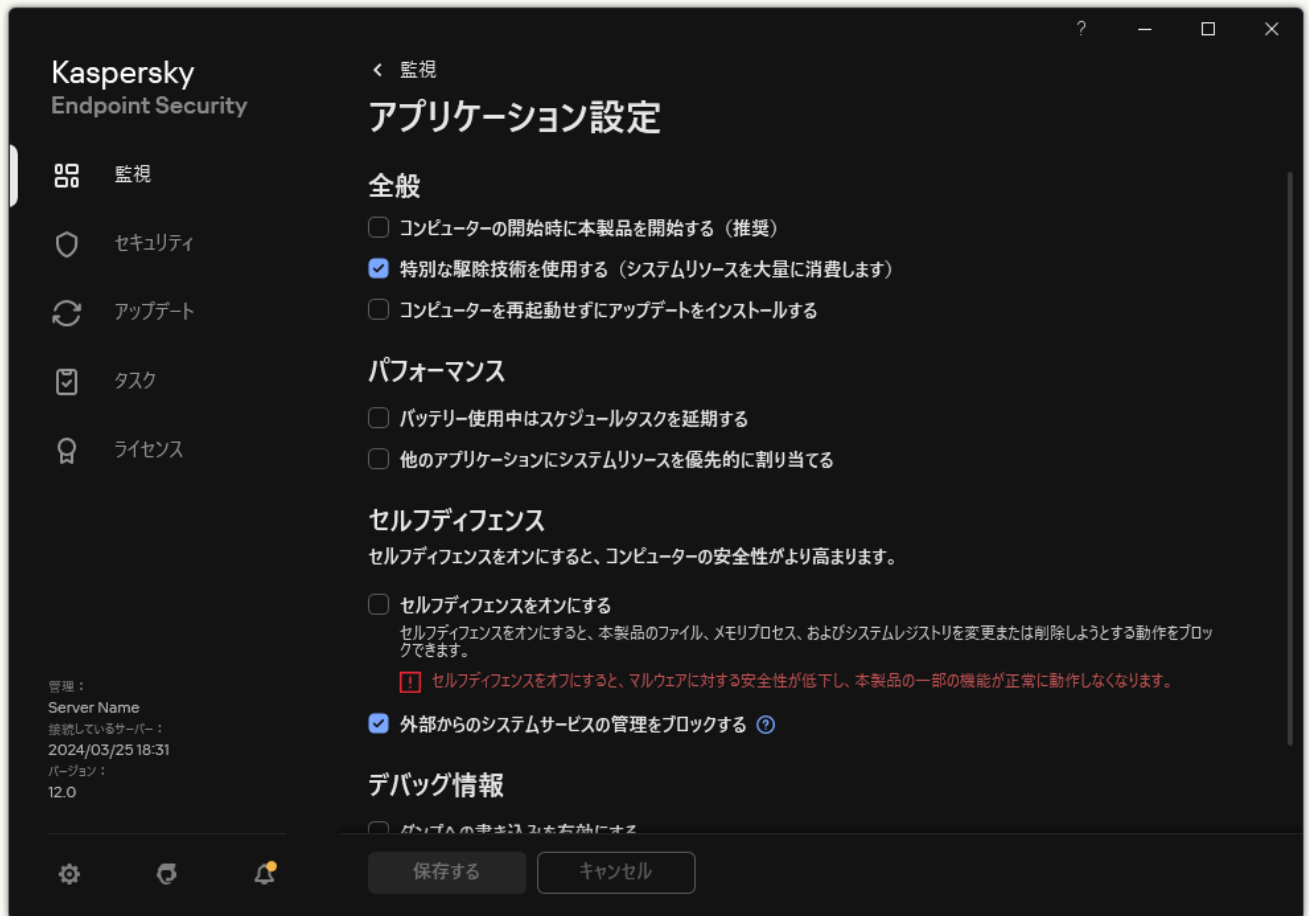 ?
Kaspersky
Endpoint Security
監視
セキュリティ
アップデート
タスク
ライセンス
管理：
Server Name
接続しているサーバー：
2024/03/25 18:31
バージョン：
12.0
監視
アプリケーション設定
全般
コンピューターの開始時に本製品を開始する（推奨）
特別な駆除技術を使用する（システムリソースを大量に消費します）
コンピューターを再起動せずにアップデートをインストールする
パフォーマンス
バッテリー使用中はスケジュールタスクを延期する
他のアプリケーションにシステムリソースを優先的に割り当てる
セルフディフェンス
セルフディフェンスをオンにすると、コンピューターの安全性がより高まります。
セルフディフェンスをオンにする
セルフディフェンスをオンにすると、本製品のファイル、メモリプロセス、およびシステムレジストリを変更または削除しようとする動作をブロッ
クできます。
セルフディフェンスをオフにすると、マルウェアに対する安全性が低下し、本製品の一部の機能が正常に動作しなくなります。
外部からのシステムサービスの管理をブロックする ?
デバッグ情報
ダンプへの書き込みを有効にする
保存する
キャンセル